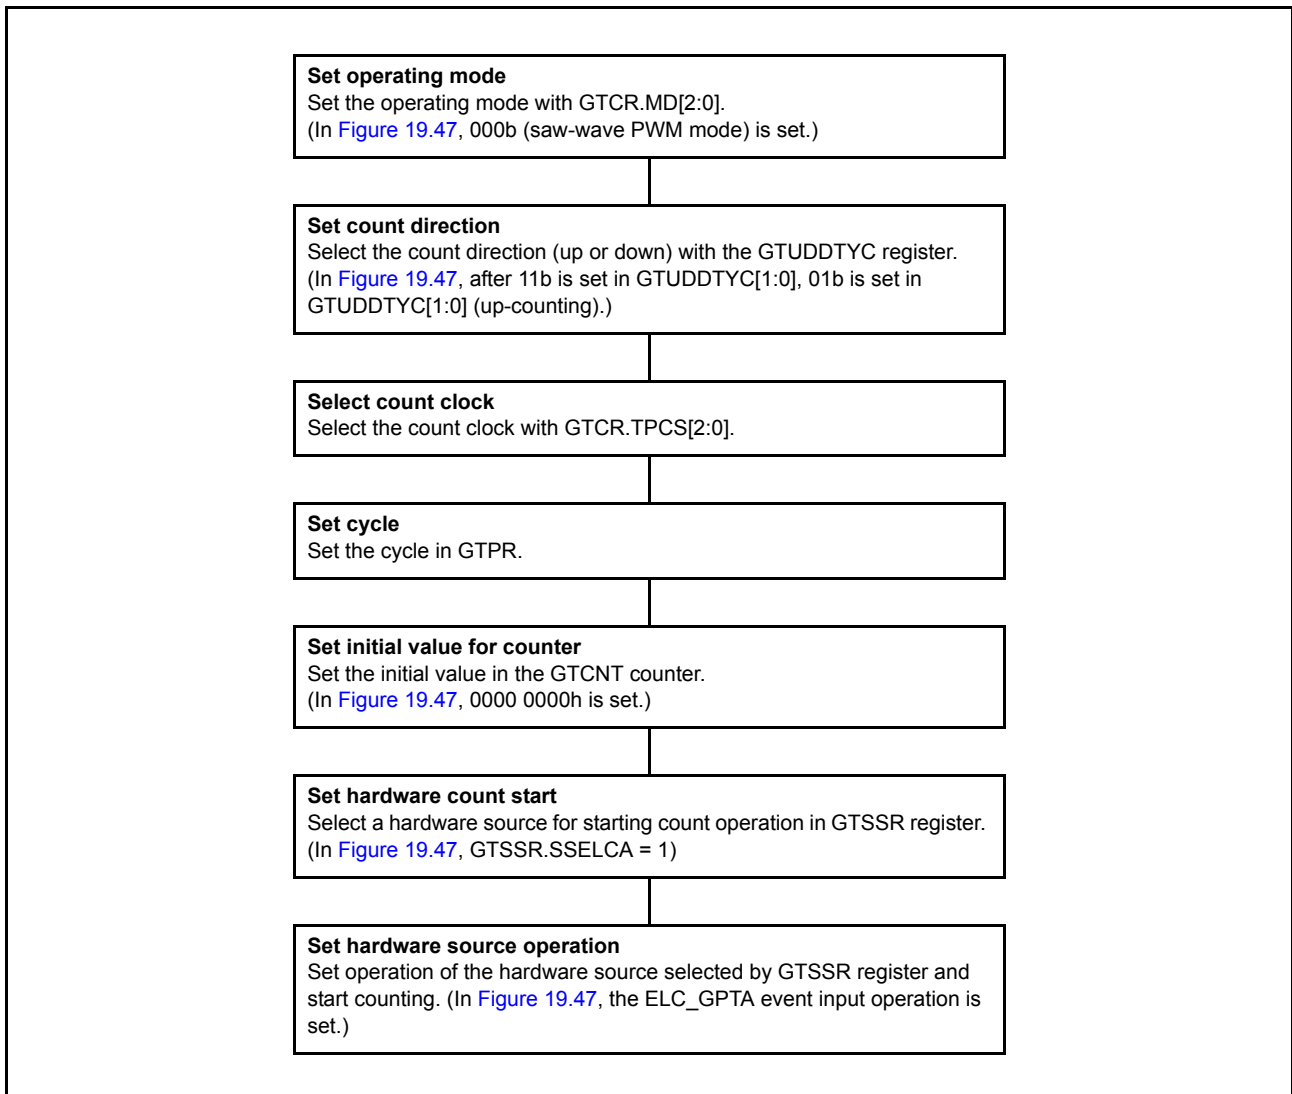 Set operating mode
Set the operating mode with GTCR.MD[2:0].
(In Figure 19.47, 000b (saw-wave PWM mode) is set.)
Set count direction
Select the count direction (up or down) with the GTUDDTYC register.
(In Figure 19.47, after 11b is set in GTUDDTYC[1:0], 01b is set in
GTUDDTYC[1:0] (up-counting).)
Select count clock
Select the count clock with GTCR.TPCS[2:0].
Set cycle
Set the cycle in GTPR.
Set initial value for counter
Set the initial value in the GTCNT counter.
(In Figure 19.47, 0000 0000h is set.)
Set hardware count start
Select a hardware source for starting count operation in GTSSR register.
(In Figure 19.47, GTSSR.SSELCA = 1)
Set hardware source operation
Set operation of the hardware source selected by GTSSR register and
start counting. (In Figure 19.47, the ELC_GPTA event input operation is
set.)